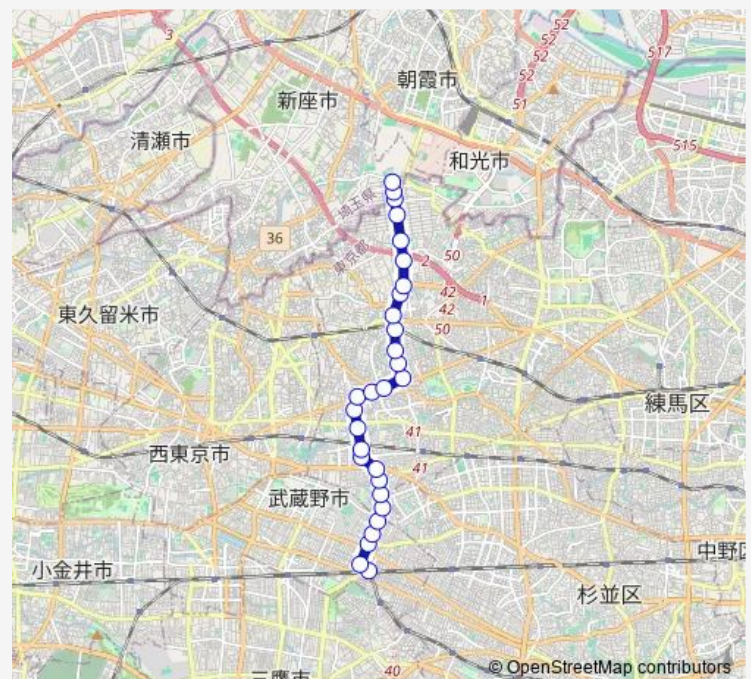 3
52
52
52
52
51
517
515
朝霞市
新座市
清瀬市
和光市
埼玉県
東京都
36
2
50
1
42
42
50
東久留米市
練馬区
41
西東京市
41
武蔵野市
小金井市
中野区
杉並区
三鷹市
40
© OpenStreetMap contributors